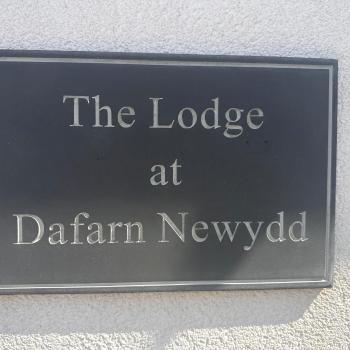 The Lodge
at
Dafarn Newydd